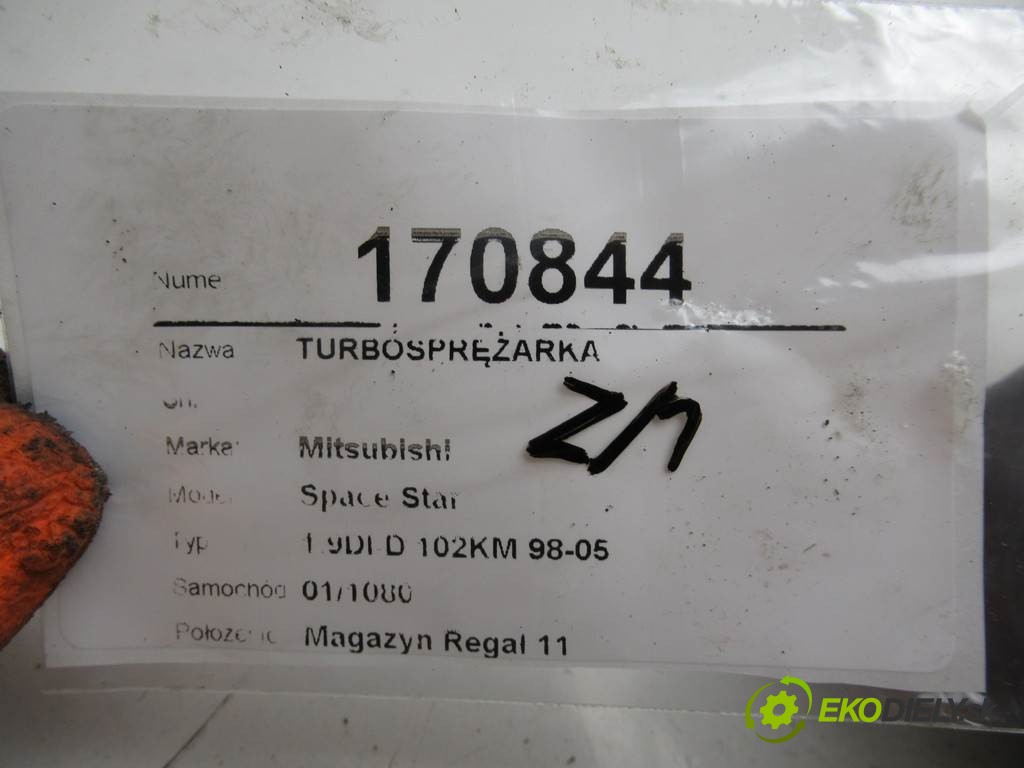 Nume 170844
Nazwa TURBOSPRĘŻARKA
Marka Mitsubishi
Model Space Star
Typ 1.9DI-D 102KM 98-05
Samochód 01/1080
Położenie Magazyn Regał 11
EKODIELY